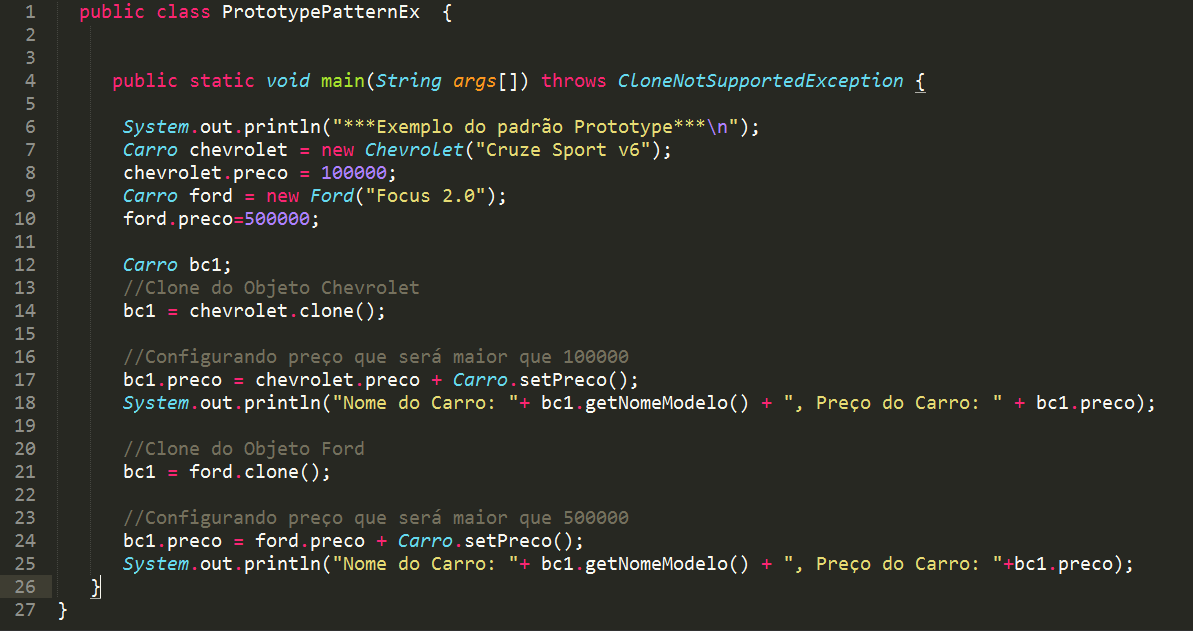 1 public class PrototypePatternEx {
2
3
4 public static void main(String args[]) throws CloneNotSupportedException {
5
6 System.out.println("***Exemplo do padrão Prototype***\n");
7 Carro chevrolet = new Chevrolet("Cruze Sport v6");
8 chevrolet.preco = 100000;
9 Carro ford = new Ford("Focus 2.0");
10 ford.preco=500000;
11
12 Carro bc1;
13 //Clone do Objeto Chevrolet
14 bc1 = chevrolet.clone();
15
16 //Configurando preço que será maior que 100000
17 bc1.preco = chevrolet.preco + Carro.setPreco();
18 System.out.println("Nome do Carro: "+ bc1.getNomeModelo() + ", Preço do Carro: " + bc1.preco);
19
20 //Clone do Objeto Ford
21 bc1 = ford.clone();
22
23 //Configurando preço que será maior que 500000
24 bc1.preco = ford.preco + Carro.setPreco();
25 System.out.println("Nome do Carro: "+ bc1.getNomeModelo() + ", Preço do Carro: "+bc1.preco);
26 }
27 }